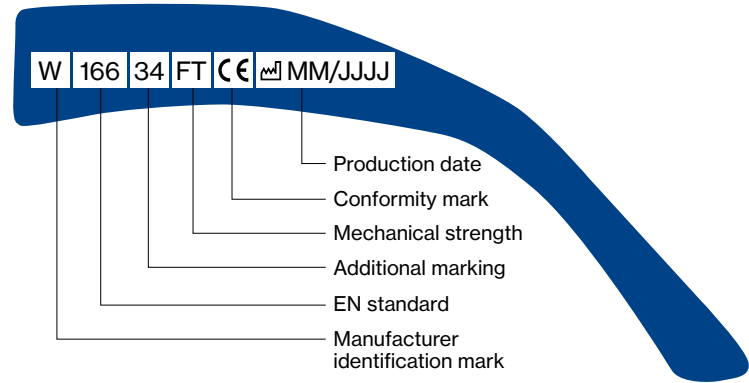 W 166 34 FT CE MM/JJJJ
Production date
Conformity mark
Mechanical strength
Additional marking
EN standard
Manufacturer
identification mark